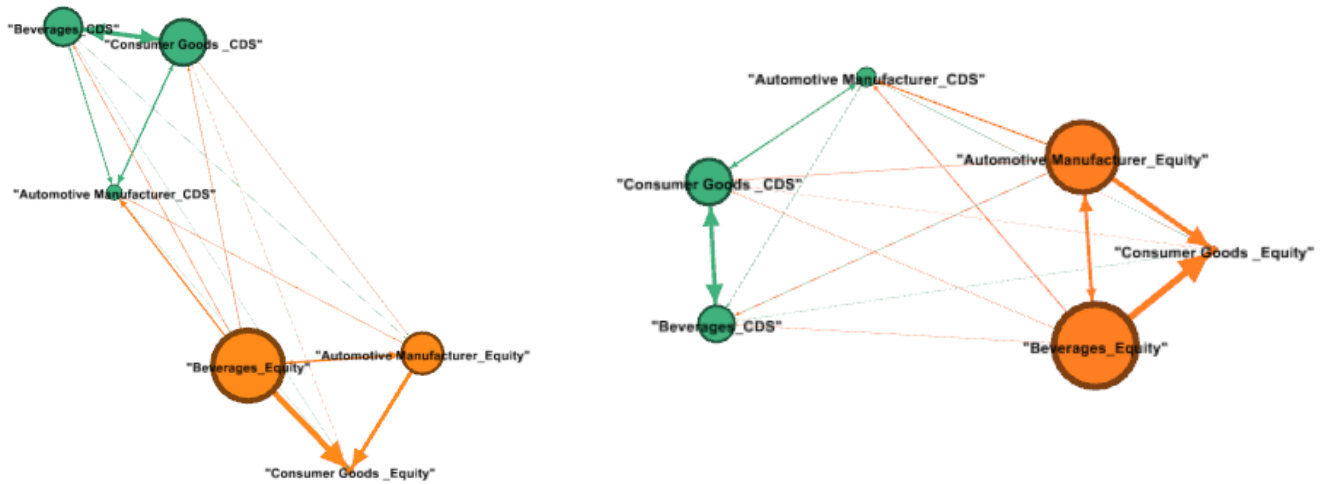 "Beverages_CDS"
"Consumer Goods _CDS"
"Automotive Manufacturer_CDS"
"Automotive Manufacturer_Equity"
"Beverages_Equity"
"Consumer Goods _Equity"
"Automotive Manufacturer_CDS"
"Automotive Manufacturer_Equity"
"Consumer Goods _CDS"
"Consumer Goods _Equity"
"Beverages_CDS"
"Beverages_Equity"